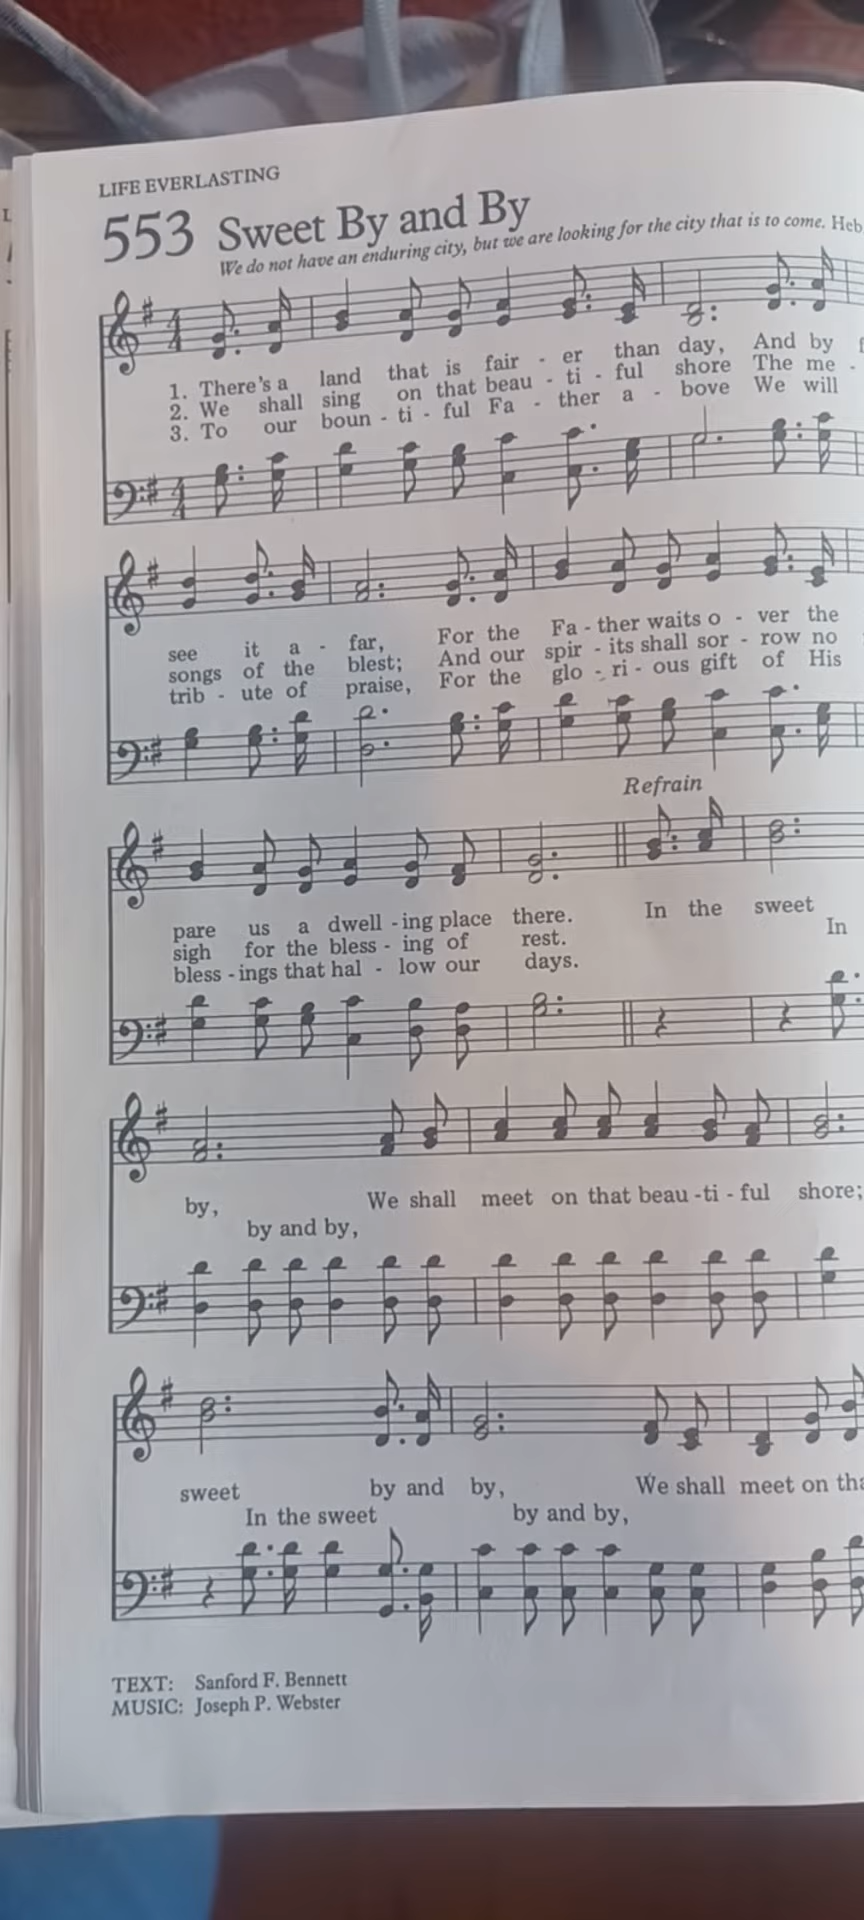 LIFE EVERLASTING
553 Sweet By and By
We do not have an enduring city, but we are looking for the city that is to come. Heb
1. There's a land that is fair - er than day, And by f
2. We shall sing on that beau - ti - ful shore The me -
3. To our boun - ti - ful Fa - ther a - bove We will
see it a - far, For the Fa - ther waits o - ver the
songs of the blest; And our spir - its shall sor - row no
trib - ute of praise, For the glo - ri - ous gift of His
Refrain
pare us a dwell - ing place there. In the sweet
sigh for the bless - ing of rest. In
bless - ings that hal - low our days.
by, We shall meet on that beau - ti - ful shore;
by and by,
sweet by and by, We shall meet on tha
In the sweet by and by,
TEXT: Sanford F. Bennett
MUSIC: Joseph P. Webster